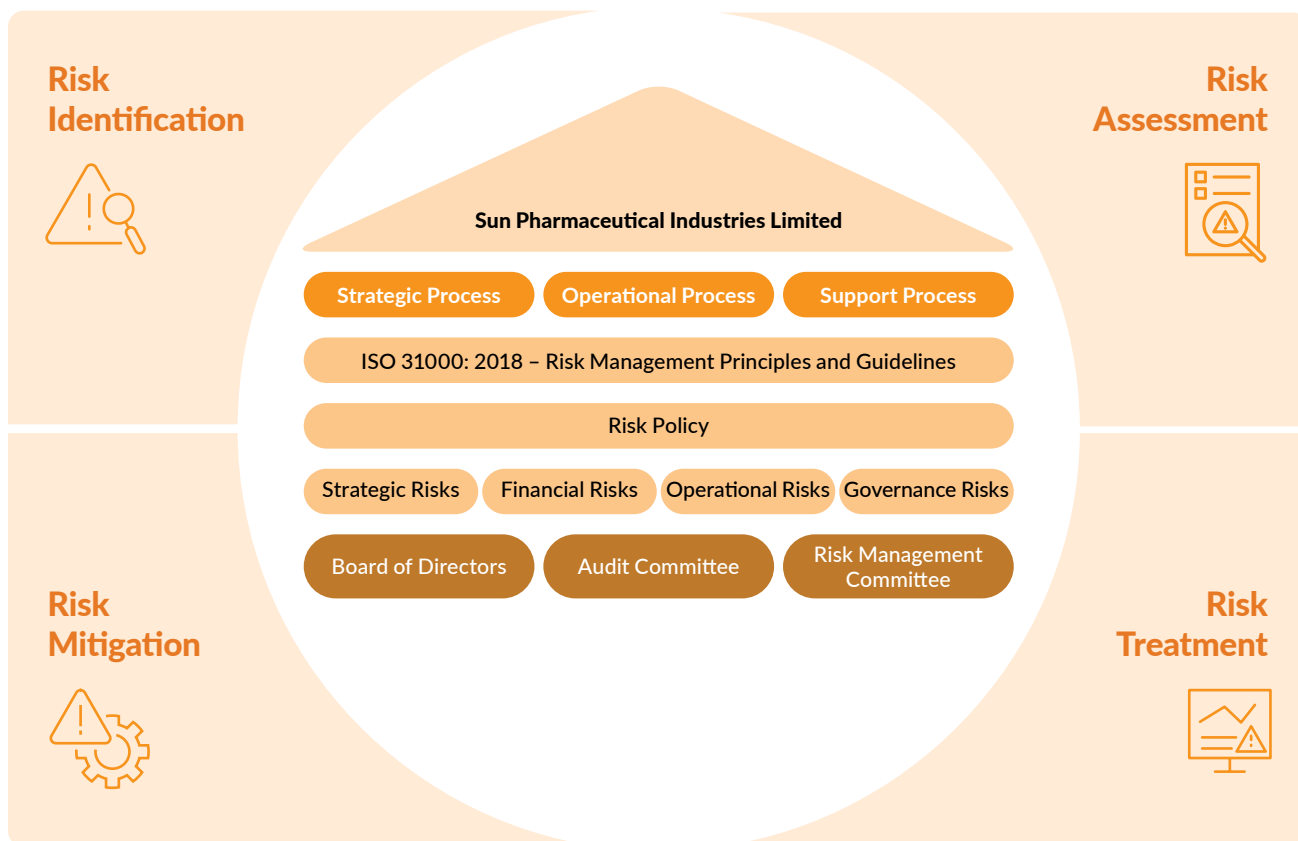 Risk
Identification
Risk
Assessment
Sun Pharmaceutical Industries Limited
Strategic Process
Operational Process
Support Process
ISO 31000: 2018 – Risk Management Principles and Guidelines
Risk Policy
Strategic Risks
Financial Risks
Operational Risks
Governance Risks
Board of Directors
Audit Committee
Risk Management
Committee
Risk
Mitigation
Risk
Treatment